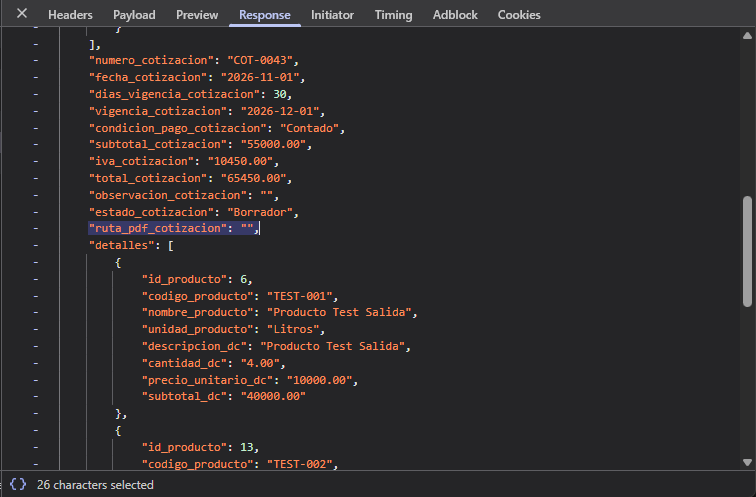 Headers Payload Preview Response Initiator Timing Adblock Cookies
}
],
"numero_cotizacion": "COT-0043",
"fecha_cotizacion": "2026-11-01",
"dias_vigencia_cotizacion": 30,
"vigencia_cotizacion": "2026-12-01",
"condicion_pago_cotizacion": "Contado",
"subtotal_cotizacion": "55000.00",
"iva_cotizacion": "10450.00",
"total_cotizacion": "65450.00",
"observacion_cotizacion": "",
"estado_cotizacion": "Borrador",
"ruta_pdf_cotizacion": "",
"detalles": [
{
"id_producto": 6,
"codigo_producto": "TEST-001",
"nombre_producto": "Producto Test Salida",
"unidad_producto": "Litros",
"descripcion_dc": "Producto Test Salida",
"cantidad_dc": "4.00",
"precio_unitario_dc": "10000.00",
"subtotal_dc": "40000.00"
},
{
"id_producto": 13,
"codigo_producto": "TEST-002",
{} 26 characters selected